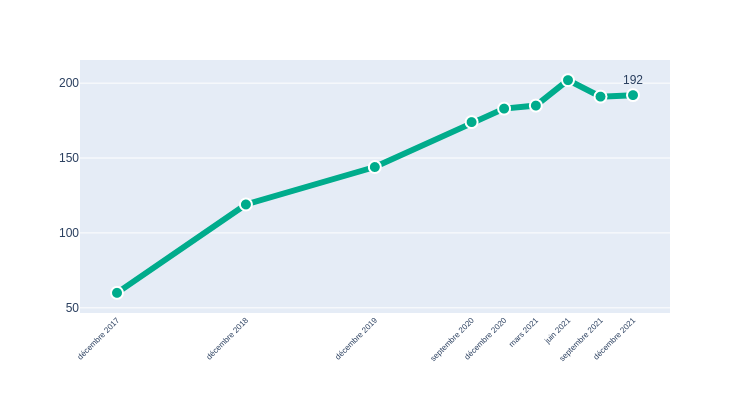 200
192
150
100
50
décembre 2017
décembre 2018
décembre 2019
septembre 2020
décembre 2020
mars 2021
juin 2021
septembre 2021
décembre 2021